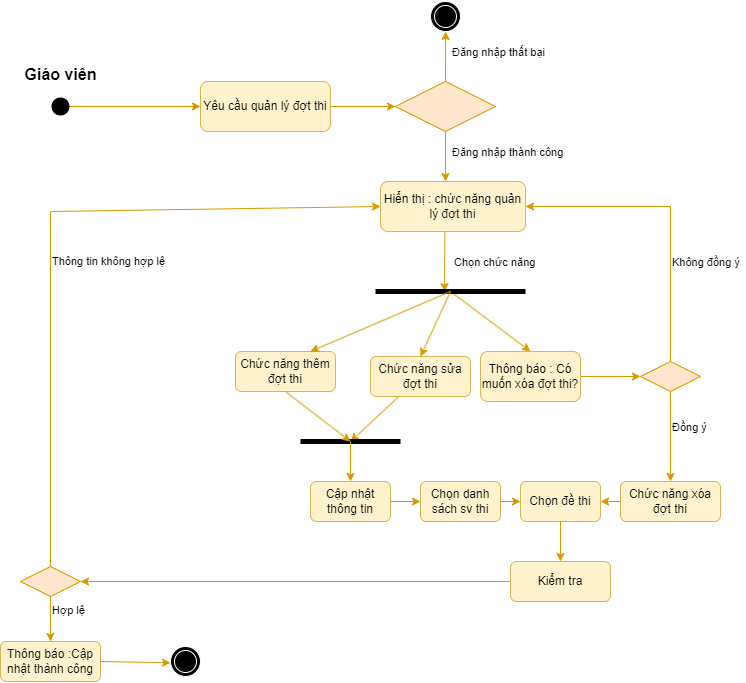 Đăng nhập thất bại
Giáo viên
Yêu cầu quản lý đợt thi
Đăng nhập thành công
Hiển thị : chức năng quản
lý đợt thi
Thông tin không hợp lệ
Chọn chức năng
Không đồng ý
Chức năng thêm
đợt thi
Chức năng sửa
đợt thi
Thông báo : Có
muốn xóa đợt thi?
Đồng ý
Cập nhật
thông tin
Chọn danh
sách sv thi
Chọn đề thi
Chức năng xóa
đợt thi
Kiểm tra
Hợp lệ
Thông báo :Cập
nhật thành công